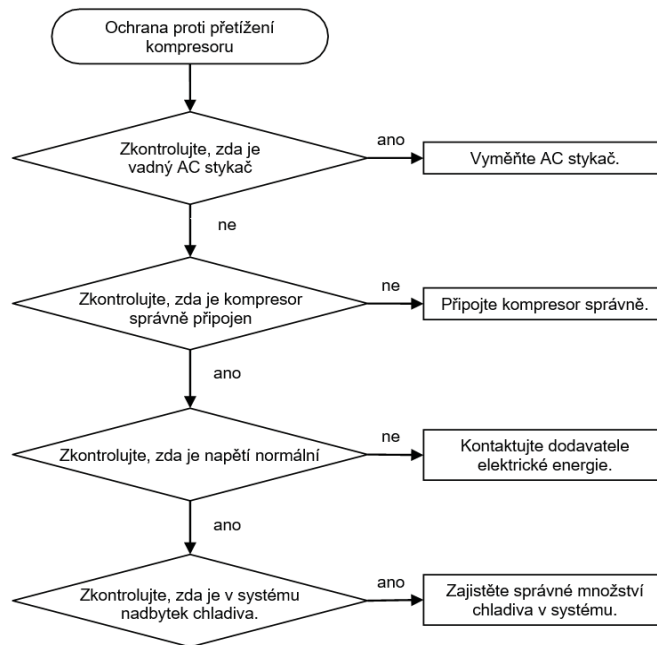 Ochrana proti přetížení
kompresoru
Zkontrolujte, zda je
vadný AC stykač
ano
Vyměňte AC stykač.
ne
Zkontrolujte, zda je kompresor
správně připojen
ne
Připojte kompresor správně.
ano
Zkontrolujte, zda je napětí normální
ne
Kontaktujte dodavatele
elektrické energie.
ano
Zkontrolujte, zda je v systému
nadbytek chladiva.
ano
Zajistěte správné množství
chladiva v systému.